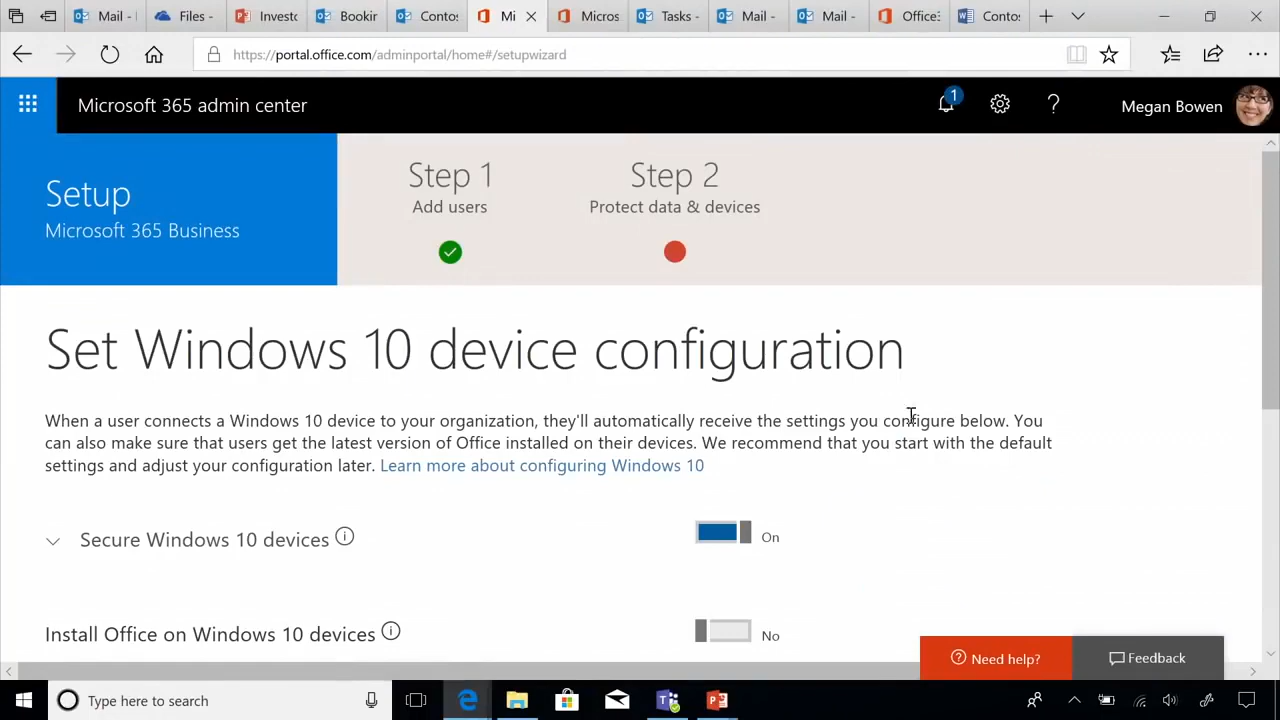 Mail -
Files -
Investo
Bookin
Contos
Mi
Micros
Tasks -
Mail -
Mail -
Office3
Contos
https://portal.office.com/adminportal/home#/setupwizard
Microsoft 365 admin center
1
Megan Bowen
Setup
Microsoft 365 Business
Step 1
Add users
Step 2
Protect data & devices
Set Windows 10 device configuration
When a user connects a Windows 10 device to your organization, they'll automatically receive the settings you configure below. You
can also make sure that users get the latest version of Office installed on their devices. We recommend that you start with the default
settings and adjust your configuration later. Learn more about configuring Windows 10
Secure Windows 10 devices
On
Install Office on Windows 10 devices
No
Need help?
Feedback
Type here to search